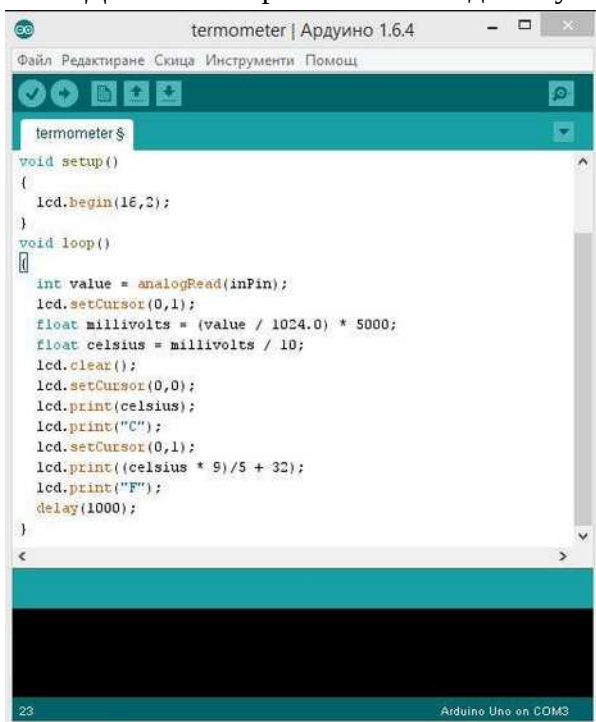 termometer | Ардуино 1.6.4
Файл Редактиране Скица Инструменти Помощ
termometer §
void setup()
{
lcd.begin(16,2);
}
void loop()
{
int value = analogRead(inPin);
lcd.setCursor(0,1);
float millivolts = (value / 1024.0) * 5000;
float celsius = millivolts / 10;
lcd.clear();
lcd.setCursor(0,0);
lcd.print(celsius);
lcd.print("C");
lcd.setCursor(0,1);
lcd.print((celsius * 9)/5 + 32);
lcd.print("F");
delay(1000);
}
23 Arduino Uno on COM3